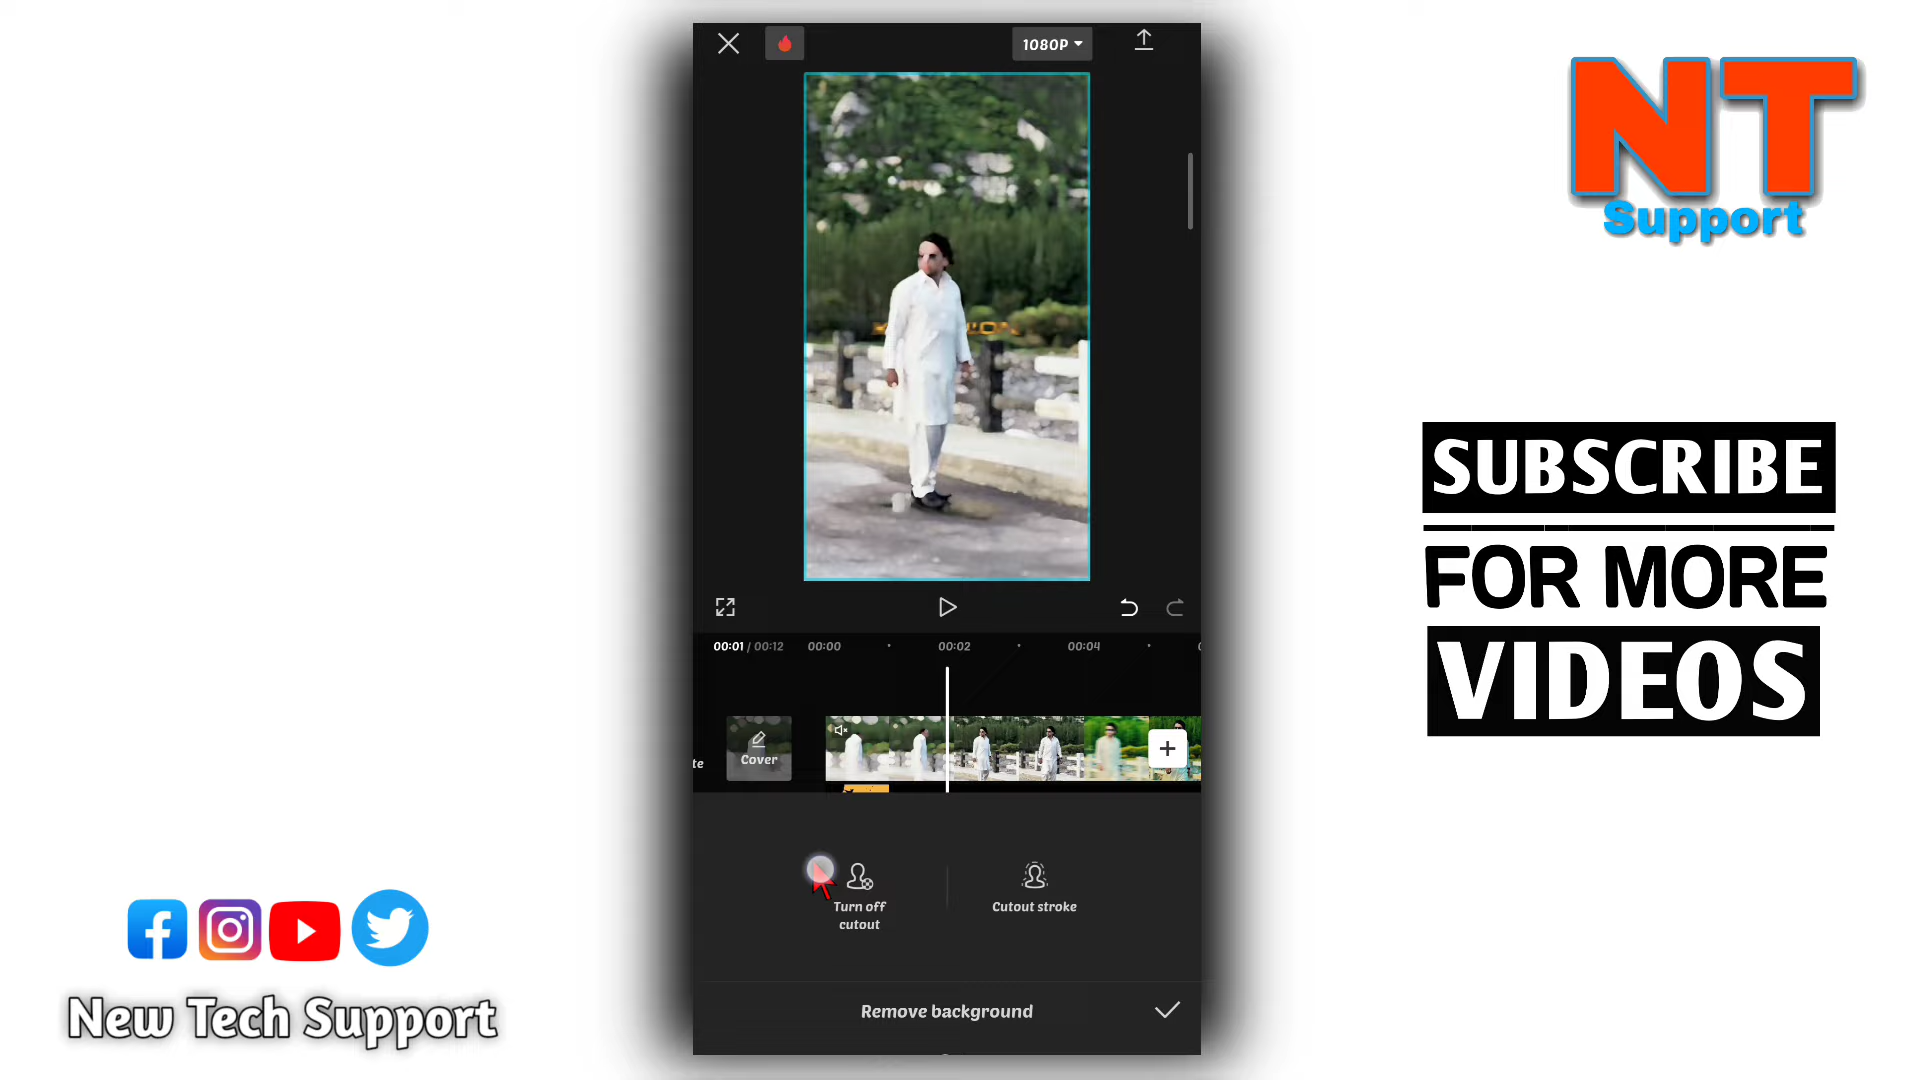 1080P
NT
Support
SUBSCRIBE
FOR MORE
VIDEOS
00:01 / 00:12
00:00
00:02
00:04
te
Cover
Turn off
cutout
Cutout stroke
Remove background
New Tech Support